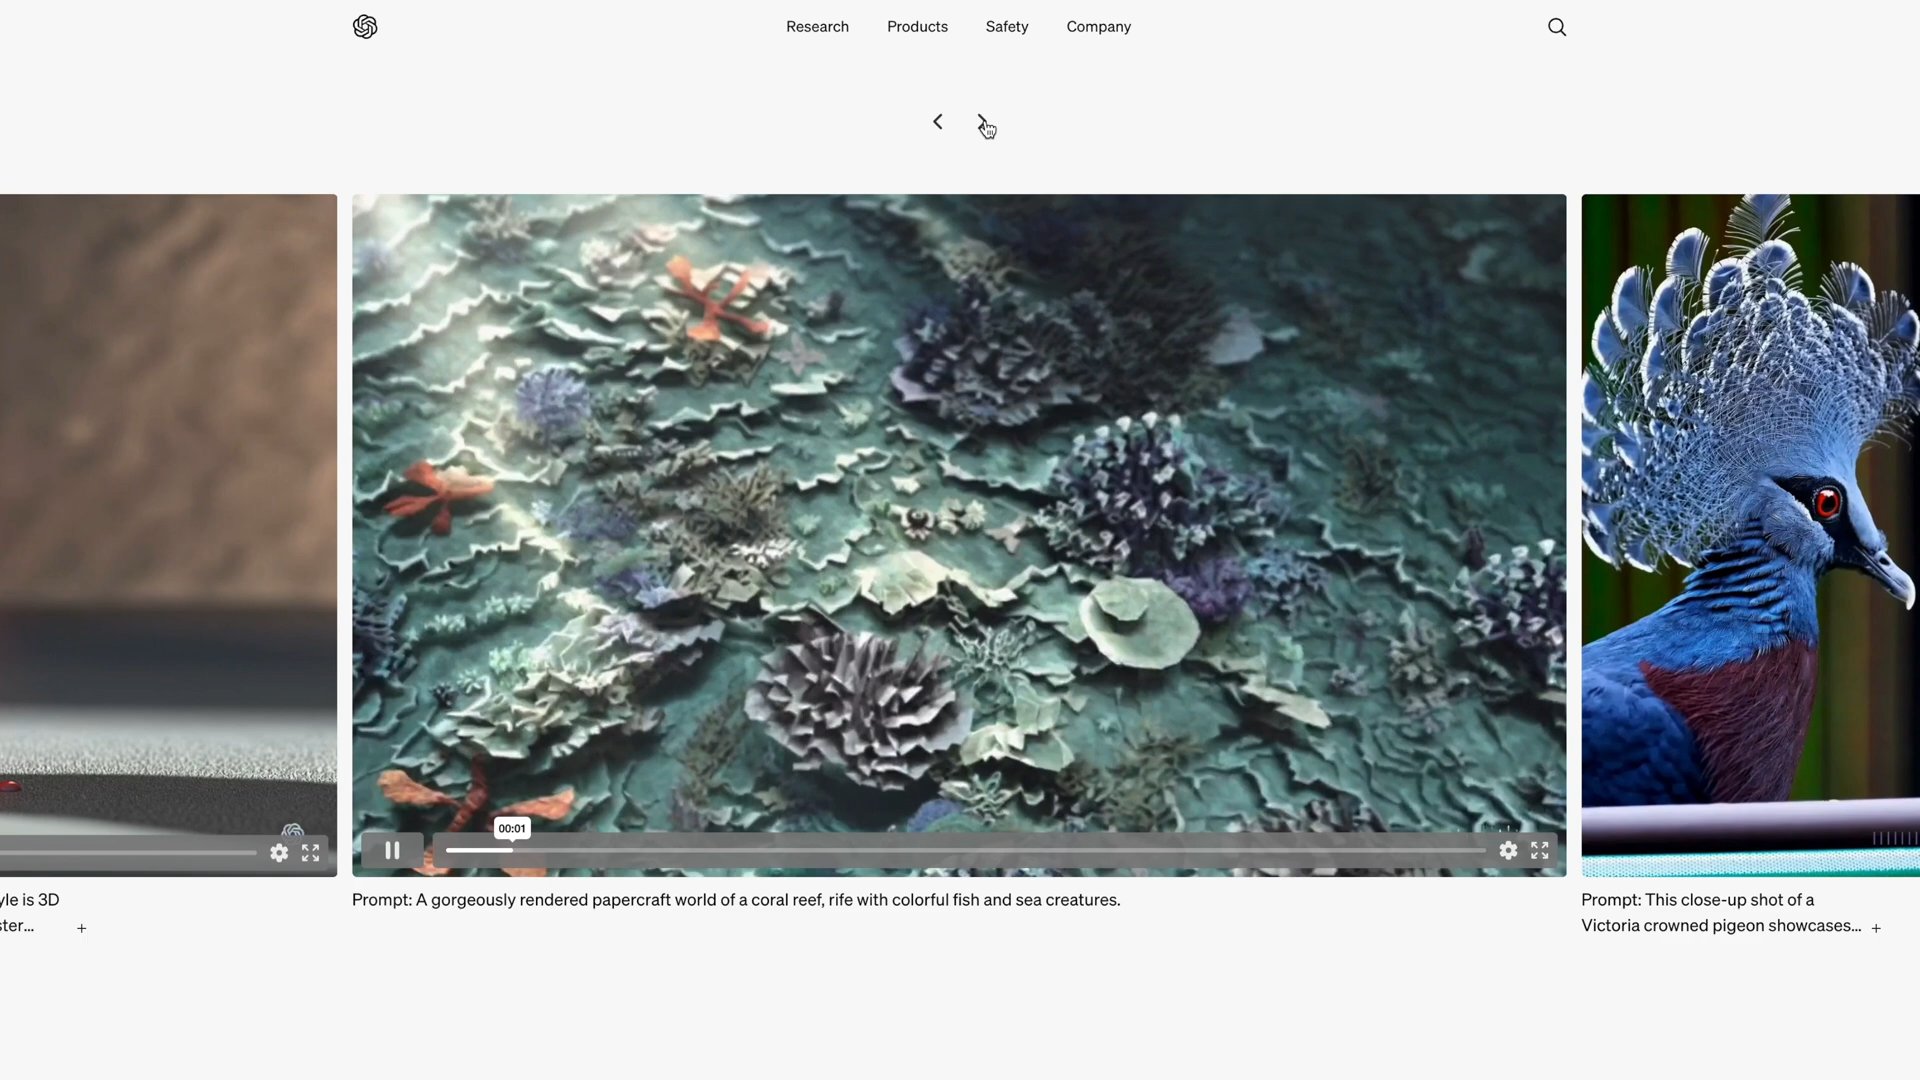 Research Products Safety Company
00:01
yle is 3D
ster...
+
Prompt: A gorgeously rendered papercraft world of a coral reef, rife with colorful fish and sea creatures.
Prompt: This close-up shot of a
Victoria crowned pigeon showcases... +